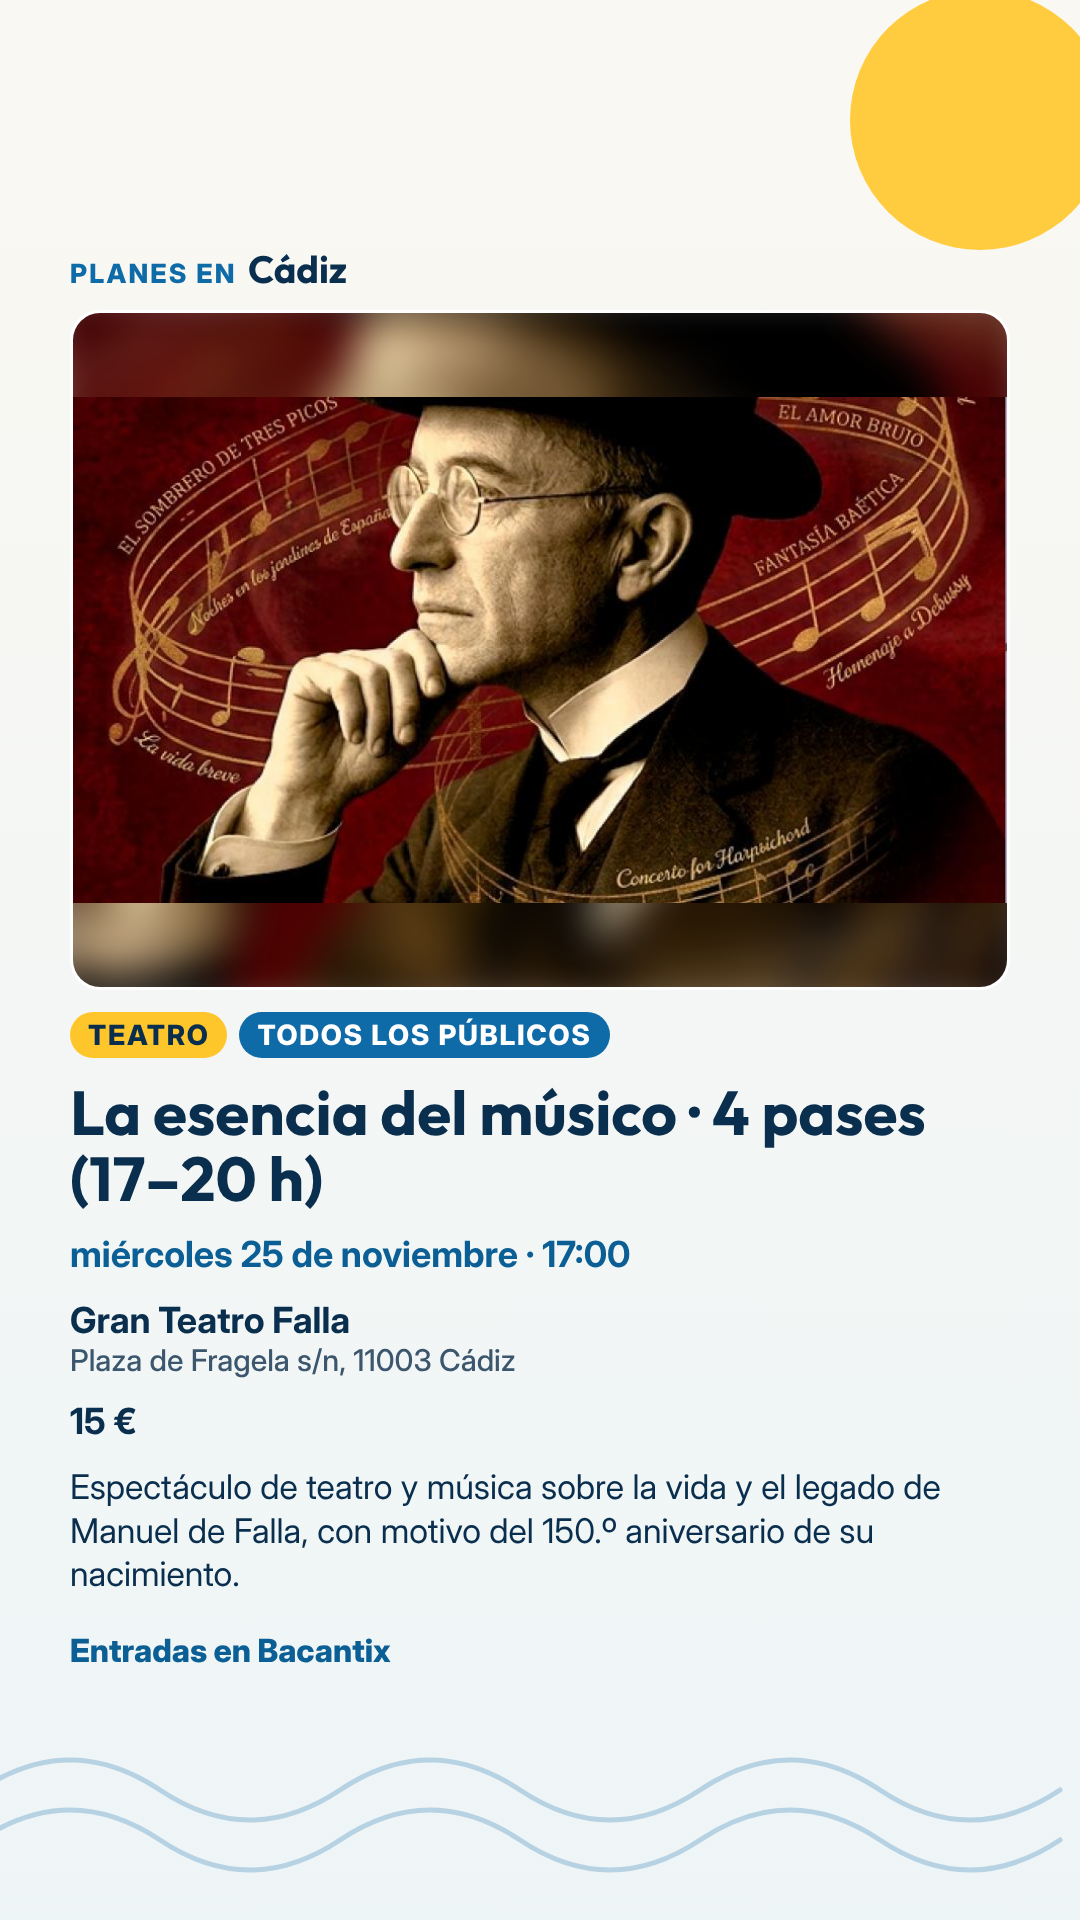 PLANES EN Cádiz
EL SOMBRERO DE TRES PICOS
Noches en los jardines de España
La vida breve
EL AMOR BRUJO
FANTASÍA BAÉTICA
Homenaje a Debussy
Concerto for Harpsichord
TEATRO
TODOS LOS PÚBLICOS
La esencia del músico · 4 pases
(17–20 h)
miércoles 25 de noviembre · 17:00
Gran Teatro Falla
Plaza de Fragela s/n, 11003 Cádiz
15 €
Espectáculo de teatro y música sobre la vida y el legado de
Manuel de Falla, con motivo del 150.º aniversario de su
nacimiento.
Entradas en Bacantix